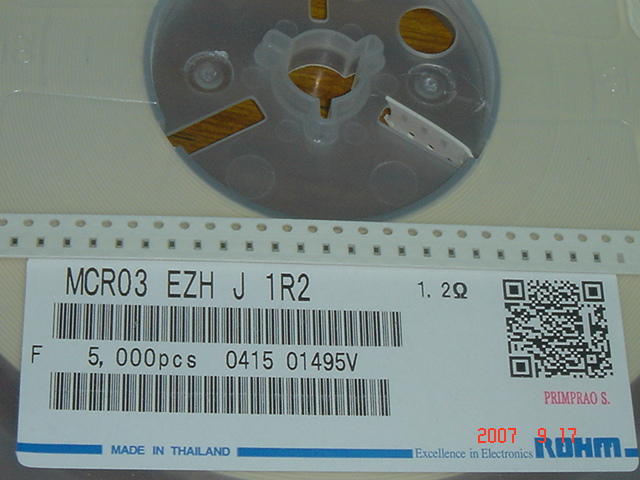 MCR03 EZH J 1R2 1.2Ω
F 5,000pcs 0415 01495V
PRIMPRAO S.
2007 9 17
MADE IN THAILAND Excellence in Electronics ROHM